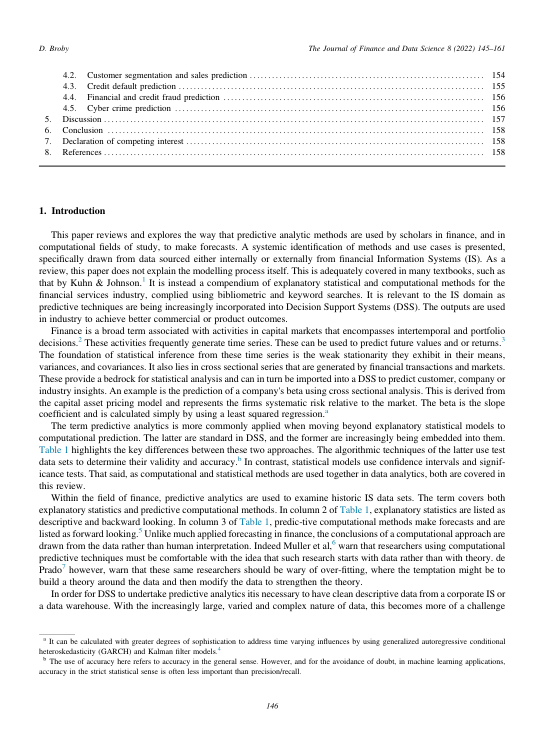 D. Broby The Journal of Finance and Data Science 8 (2022) 145–161
4.2. Customer segmentation and sales prediction ........................................................ 154
4.3. Credit default prediction ........................................................ 155
4.4. Financial and credit fraud prediction ........................................................ 156
4.5. Cyber crime prediction ........................................................ 156
5. Discussion ........................................................ 157
6. Conclusion ........................................................ 158
7. Declaration of competing interest ........................................................ 158
8. References ........................................................ 158
1. Introduction
This paper reviews and explores the way that predictive analytic methods are used by scholars in finance, and in
computational fields of study, to make forecasts. A systemic identification of methods and use cases is presented,
specifically drawn from data sourced either internally or externally from financial Information Systems (IS). As a
review, this paper does not explain the modelling process itself. This is adequately covered in many textbooks, such as
that by Kuhn & Johnson.1 It is instead a compendium of explanatory statistical and computational methods for the
financial services industry, complied using bibliometric and keyword searches. It is relevant to the IS domain as
predictive techniques are being increasingly incorporated into Decision Support Systems (DSS). The outputs are used
in industry to achieve better commercial or product outcomes.
Finance is a broad term associated with activities in capital markets that encompasses intertemporal and portfolio
decisions.2 These activities frequently generate time series. These can be used to predict future values and or returns.3
The foundation of statistical inference from these time series is the weak stationarity they exhibit in their means,
variances, and covariances. It also lies in cross sectional series that are generated by financial transactions and markets.
These provide a bedrock for statistical analysis and can in turn be imported into a DSS to predict customer, company or
industry insights. An example is the prediction of a company's beta using cross sectional analysis. This is derived from
the capital asset pricing model and represents the firms systematic risk relative to the market. The beta is the slope
coefficient and is calculated simply by using a least squared regression.a
The term predictive analytics is more commonly applied when moving beyond explanatory statistical models to
computational prediction. The latter are standard in DSS, and the former are increasingly being embedded into them.
Table 1 highlights the key differences between these two approaches. The algorithmic techniques of the latter use test
data sets to determine their validity and accuracy.b In contrast, statistical models use confidence intervals and signif-
icance tests. That said, as computational and statistical methods are used together in data analytics, both are covered in
this review.
Within the field of finance, predictive analytics are used to examine historic IS data sets. The term covers both
explanatory statistics and predictive computational methods. In column 2 of Table 1, explanatory statistics are listed as
descriptive and backward looking. In column 3 of Table 1, predic-tive computational methods make forecasts and are
listed as forward looking.5 Unlike much applied forecasting in finance, the conclusions of a computational approach are
drawn from the data rather than human interpretation. Indeed Muller et al,6 warn that researchers using computational
predictive techniques must be comfortable with the idea that such research starts with data rather than with theory. de
Prado7 however, warn that these same researchers should be wary of over-fitting, where the temptation might be to
build a theory around the data and then modify the data to strengthen the theory.
In order for DSS to undertake predictive analytics itis necessary to have clean descriptive data from a corporate IS or
a data warehouse. With the increasingly large, varied and complex nature of data, this becomes more of a challenge
a It can be calculated with greater degrees of sophistication to address time varying influences by using generalized autoregressive conditional
heteroskedasticity (GARCH) and Kalman filter models.4
b The use of accuracy here refers to accuracy in the general sense. However, and for the avoidance of doubt, in machine learning applications,
accuracy in the strict statistical sense is often less important than precision/recall.
146